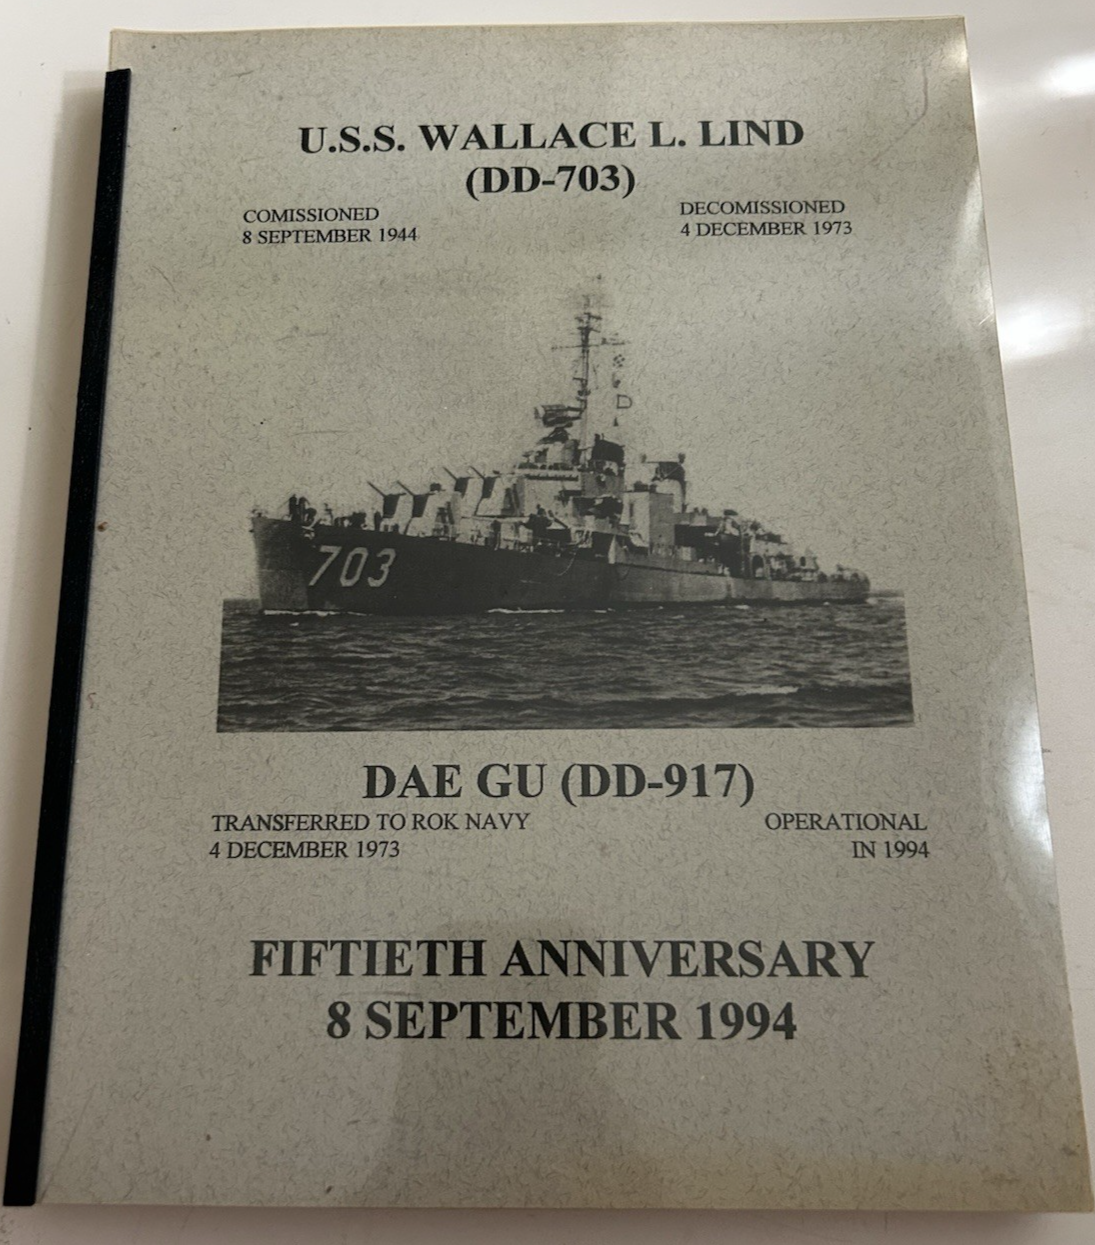 U.S.S. WALLACE L. LIND
(DD-703)
COMISSIONED
8 SEPTEMBER 1944
DECOMISSIONED
4 DECEMBER 1973
D
703
DAE GU (DD-917)
TRANSFERRED TO ROK NAVY
4 DECEMBER 1973
OPERATIONAL
IN 1994
FIFTIETH ANNIVERSARY
8 SEPTEMBER 1994